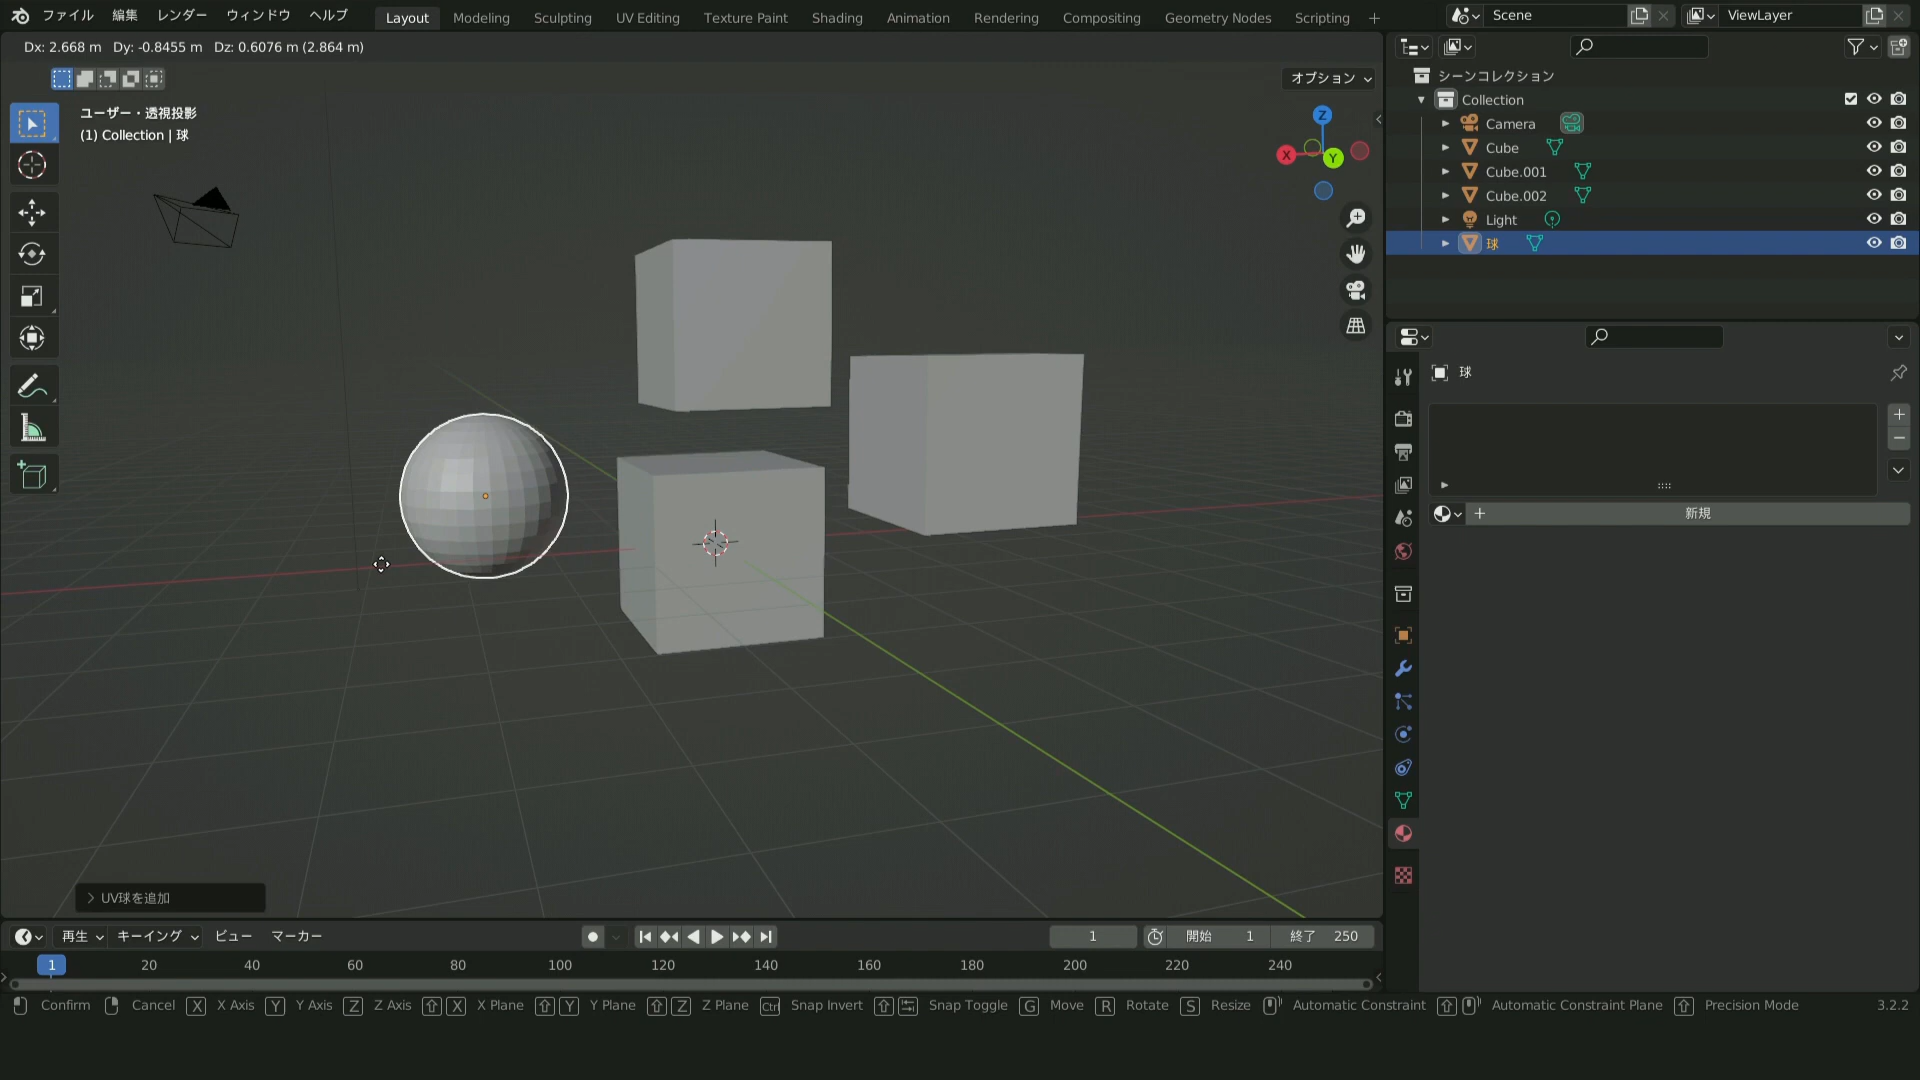 ファイル 編集 レンダー ウィンドウ ヘルプ Layout Modeling Sculpting UV Editing Texture Paint Shading Animation Rendering Compositing Geometry Nodes Scripting + Scene ViewLayer
Dx: 2.668 m Dy: -0.8455 m Dz: 0.6076 m (2.864 m)
オプション
ユーザー・透視投影
(1) Collection | 球
Z
X
Y
シーンコレクション
Collection
Camera
Cube
Cube.001
Cube.002
Light
球
球
新規
UV球を追加
再生 キーイング ビュー マーカー 1 開始 1 終了 250
1 20 40 60 80 100 120 140 160 180 200 220 240
Confirm Cancel X X Axis Y Y Axis Z Z Axis X X Plane Y Y Plane Z Z Plane Ctrl Snap Invert Snap Toggle G Move R Rotate S Resize Automatic Constraint Automatic Constraint Plane Precision Mode 3.2.2